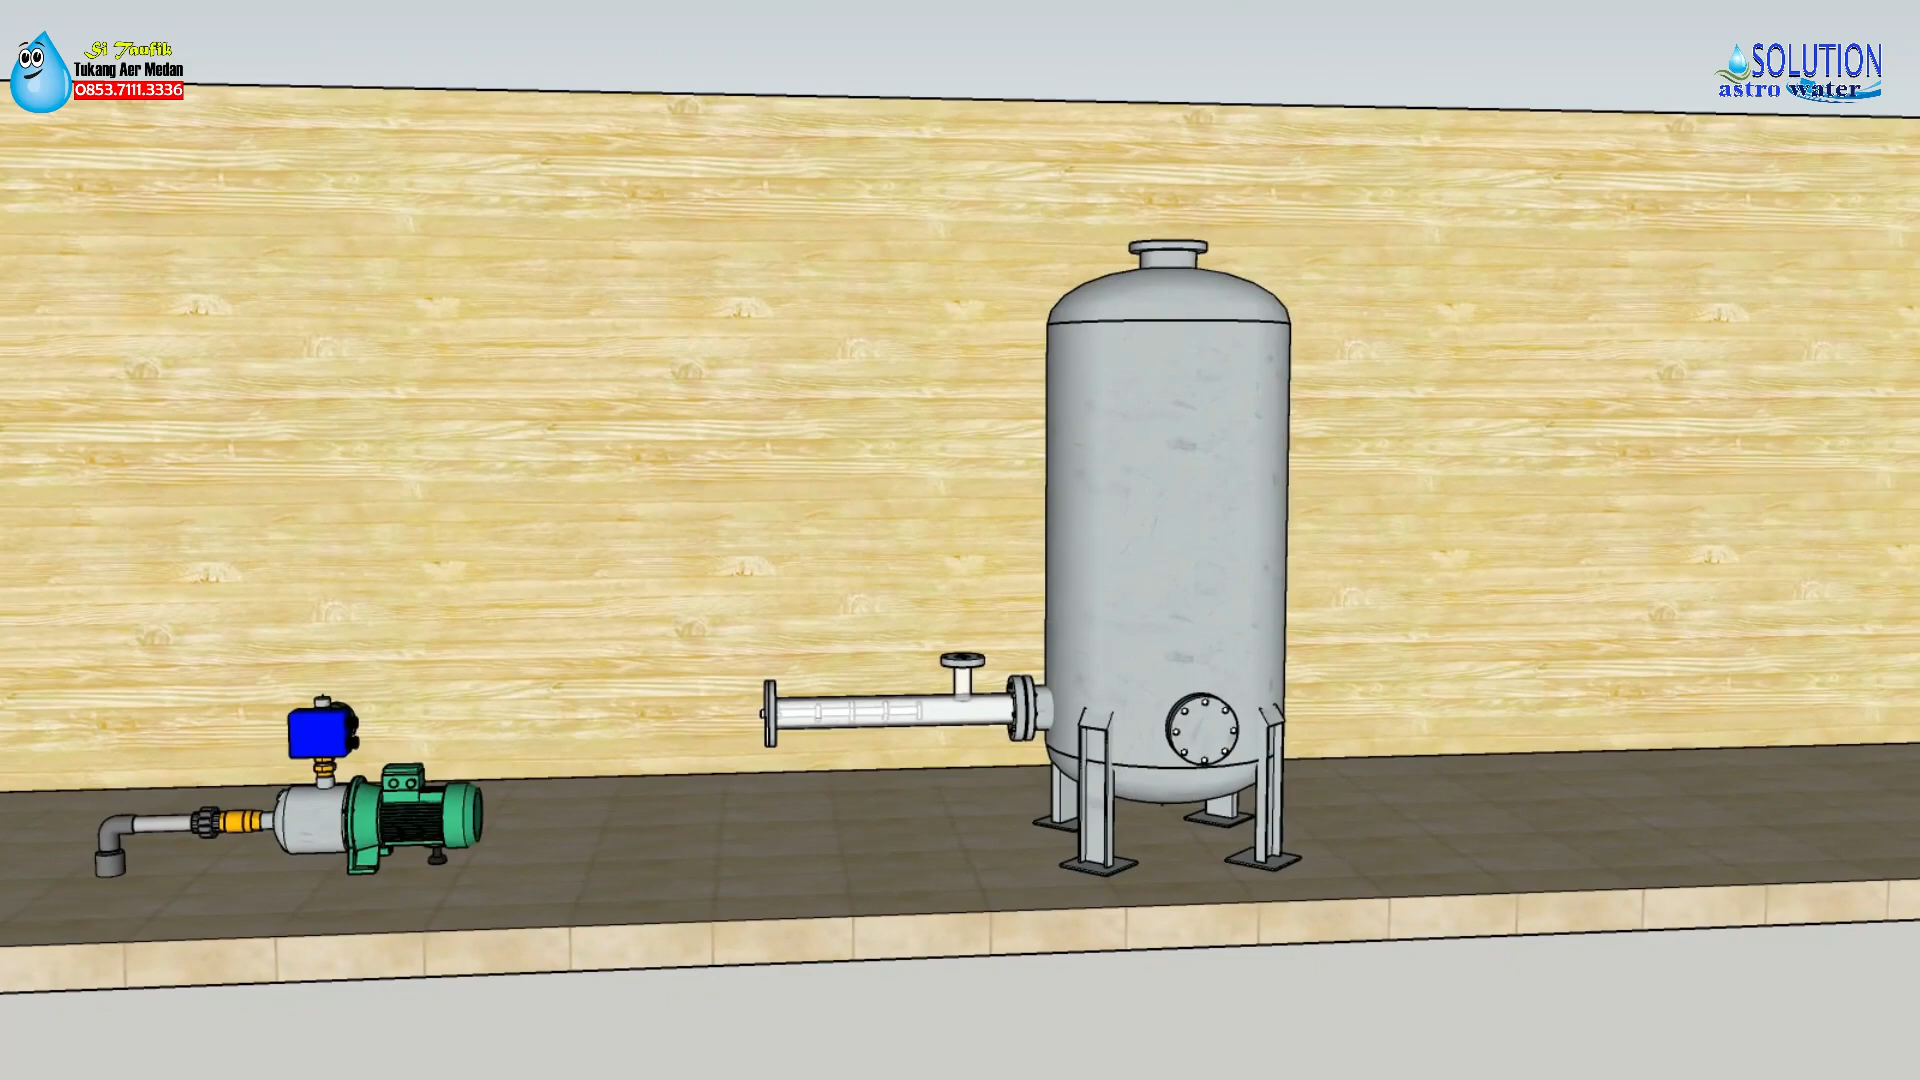 Si Taufik
Tukang Aer Medan
0853.7111.3336
SOLUTION
astro water